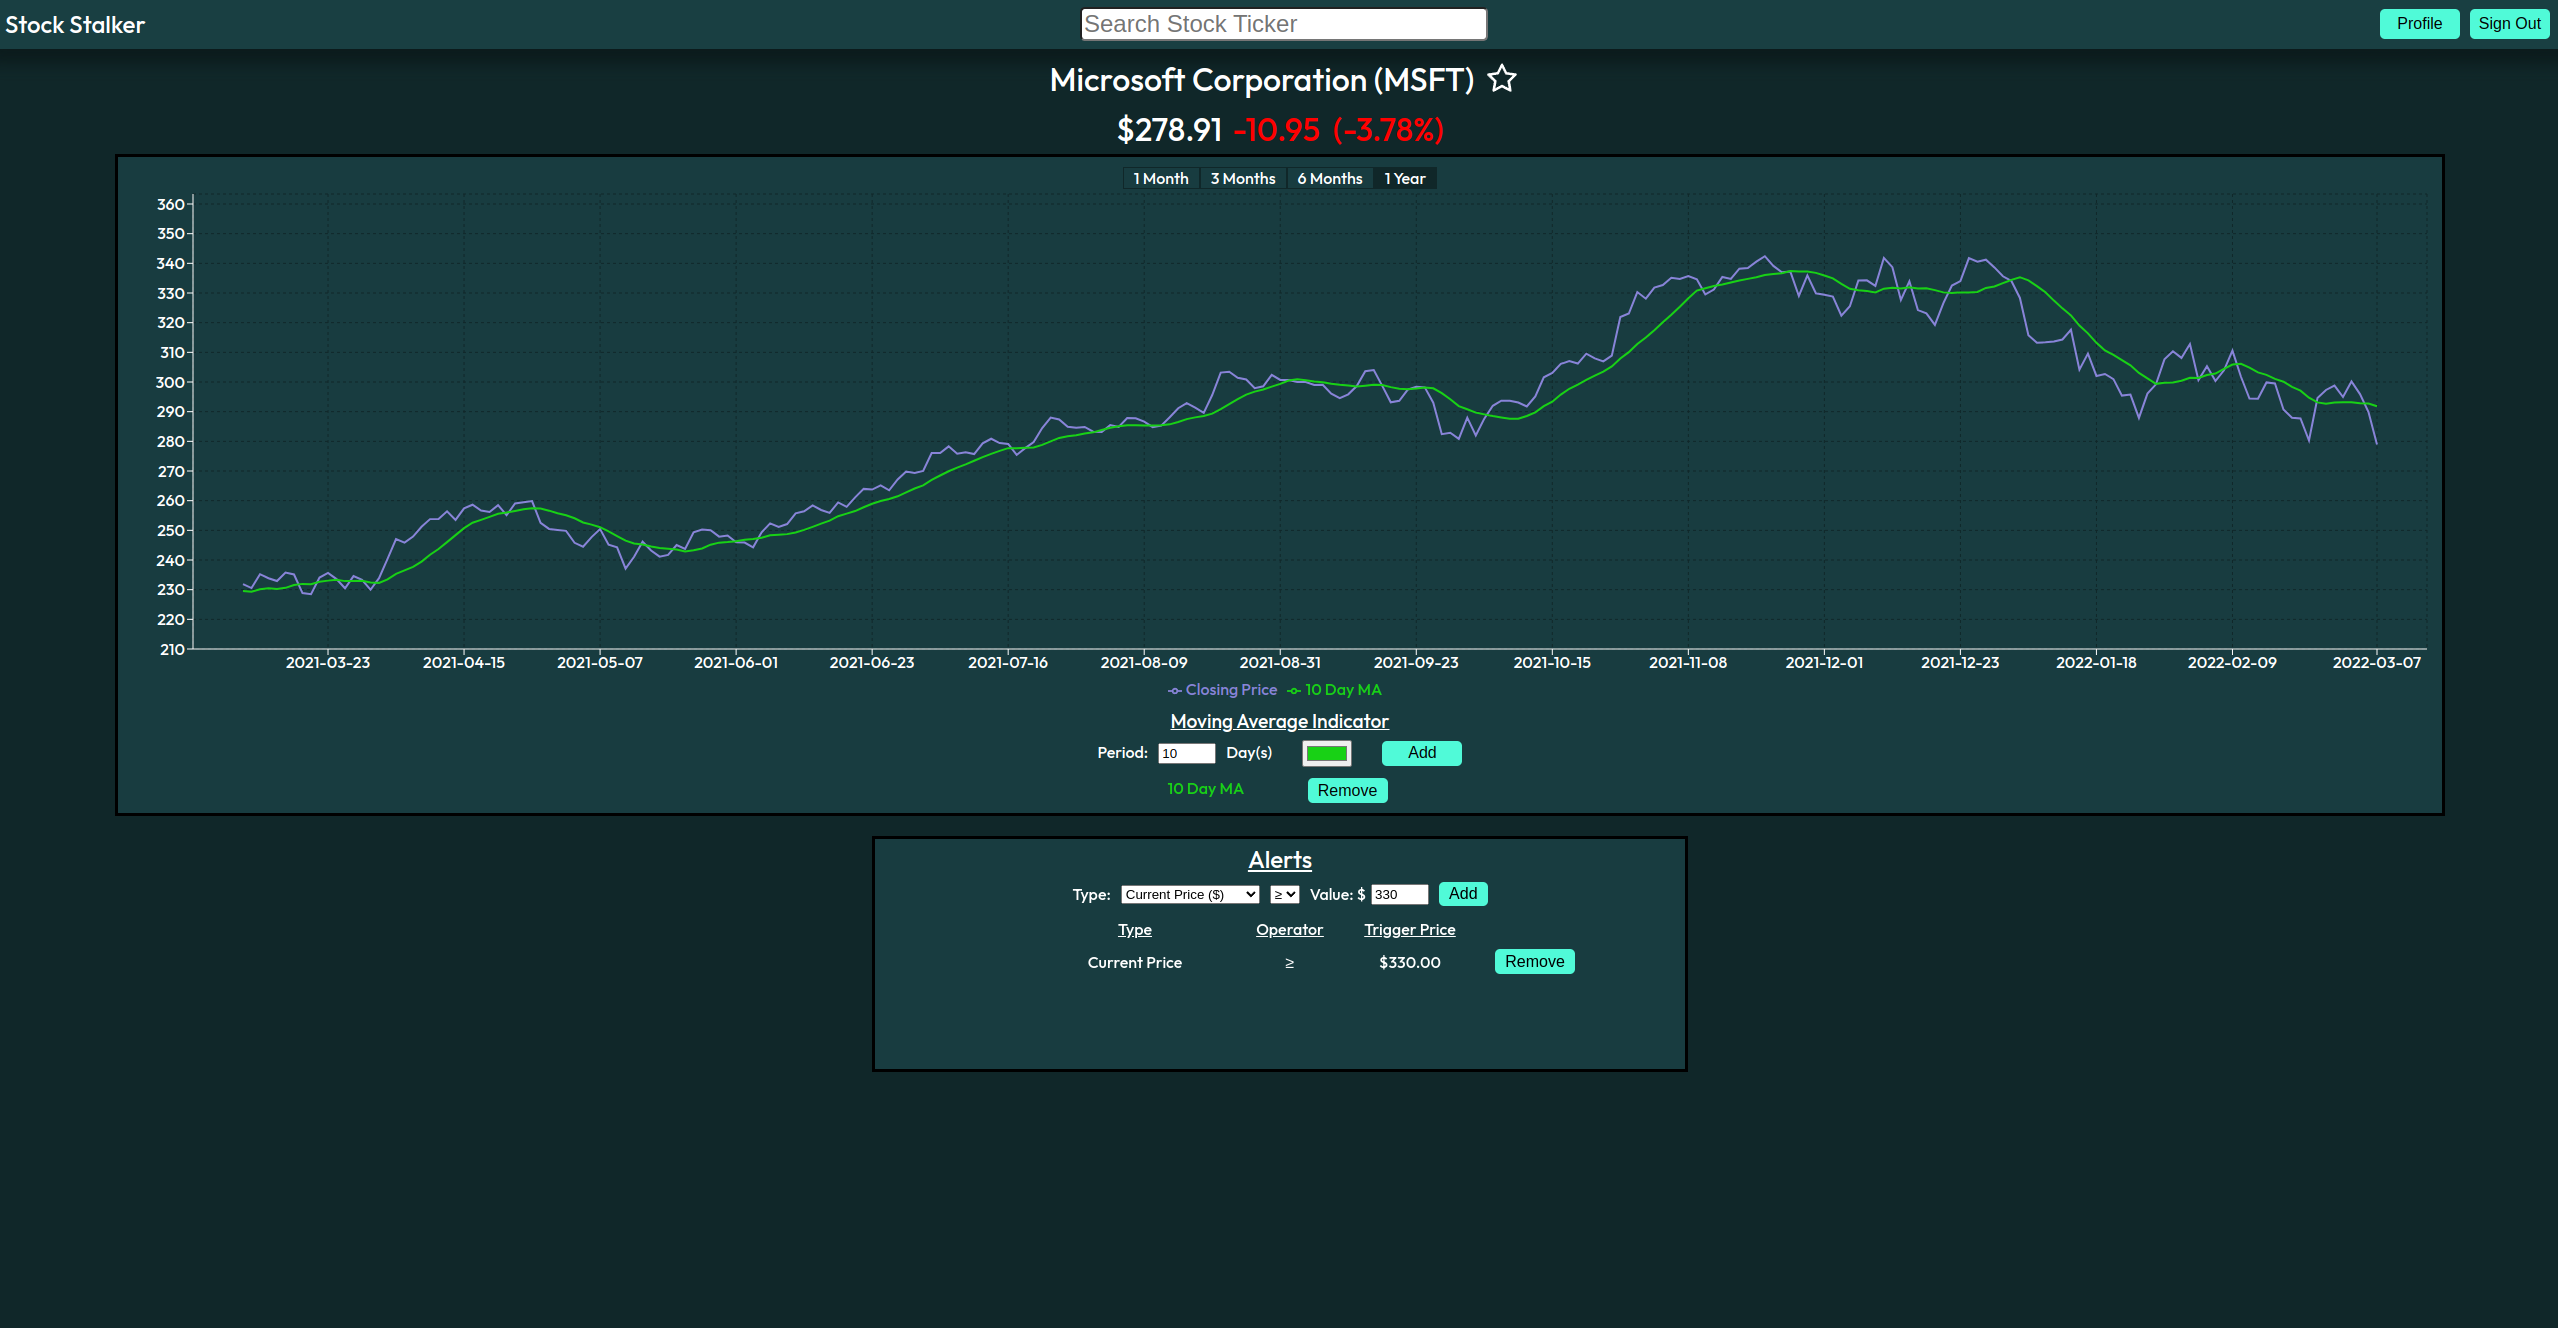 Stock Stalker Search Stock Ticker Profile Sign Out
Microsoft Corporation (MSFT)
$278.91 -10.95 (-3.78%)
1 Month 3 Months 6 Months 1 Year
360
350
340
330
320
310
300
290
280
270
260
250
240
230
220
210
2021-03-23 2021-04-15 2021-05-07 2021-06-01 2021-06-23 2021-07-16 2021-08-09 2021-08-31 2021-09-23 2021-10-15 2021-11-08 2021-12-01 2021-12-23 2022-01-18 2022-02-09 2022-03-07
Closing Price 10 Day MA
Moving Average Indicator
Period: 10 Day(s) Add
10 Day MA Remove
Alerts
Type: Current Price ($) ≥ Value: $ 330 Add
Type Operator Trigger Price
Current Price ≥ $330.00 Remove